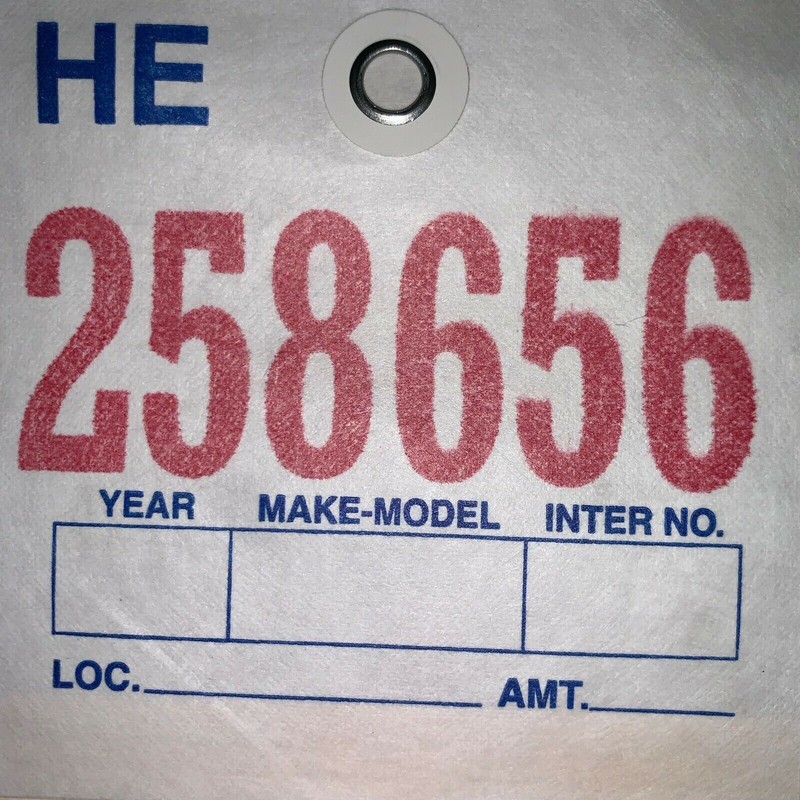 HE
258656
YEAR MAKE-MODEL INTER NO.
LOC. AMT.